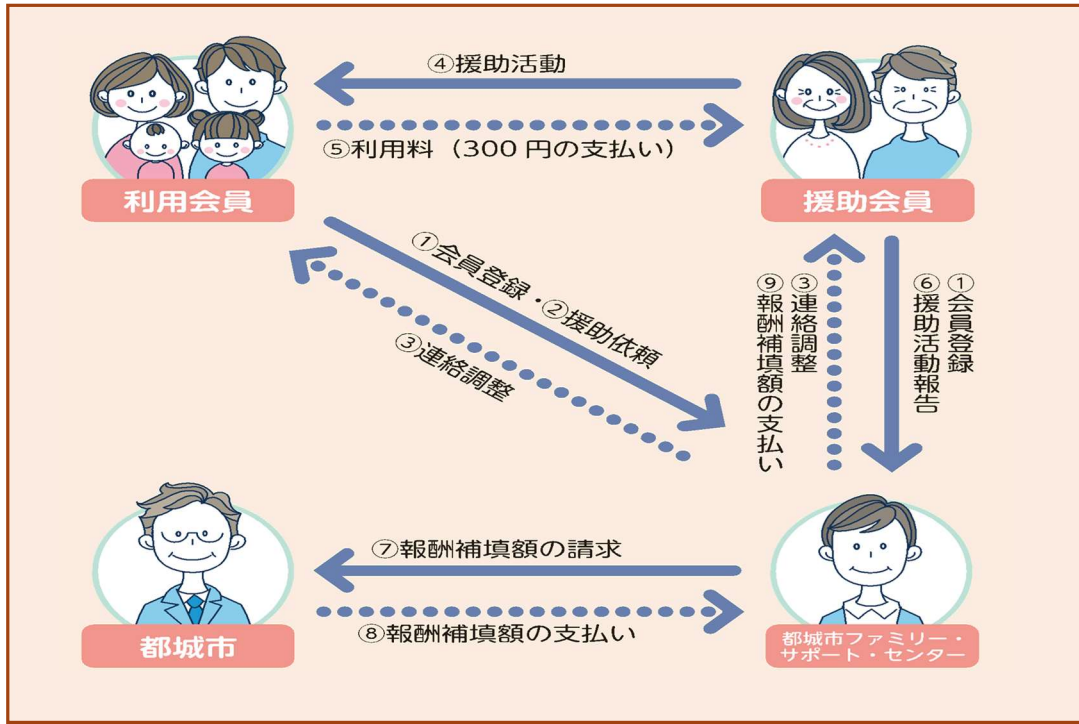 ④援助活動
⑤利用料（300円の支払い）
利用会員
援助会員
①会員登録・②援助依頼
③連絡調整
①会員登録
⑥援助活動報告
③連絡調整
⑨報酬補填額の支払い
⑦報酬補填額の請求
⑧報酬補填額の支払い
都城市
都城市ファミリー・
サポート・センター